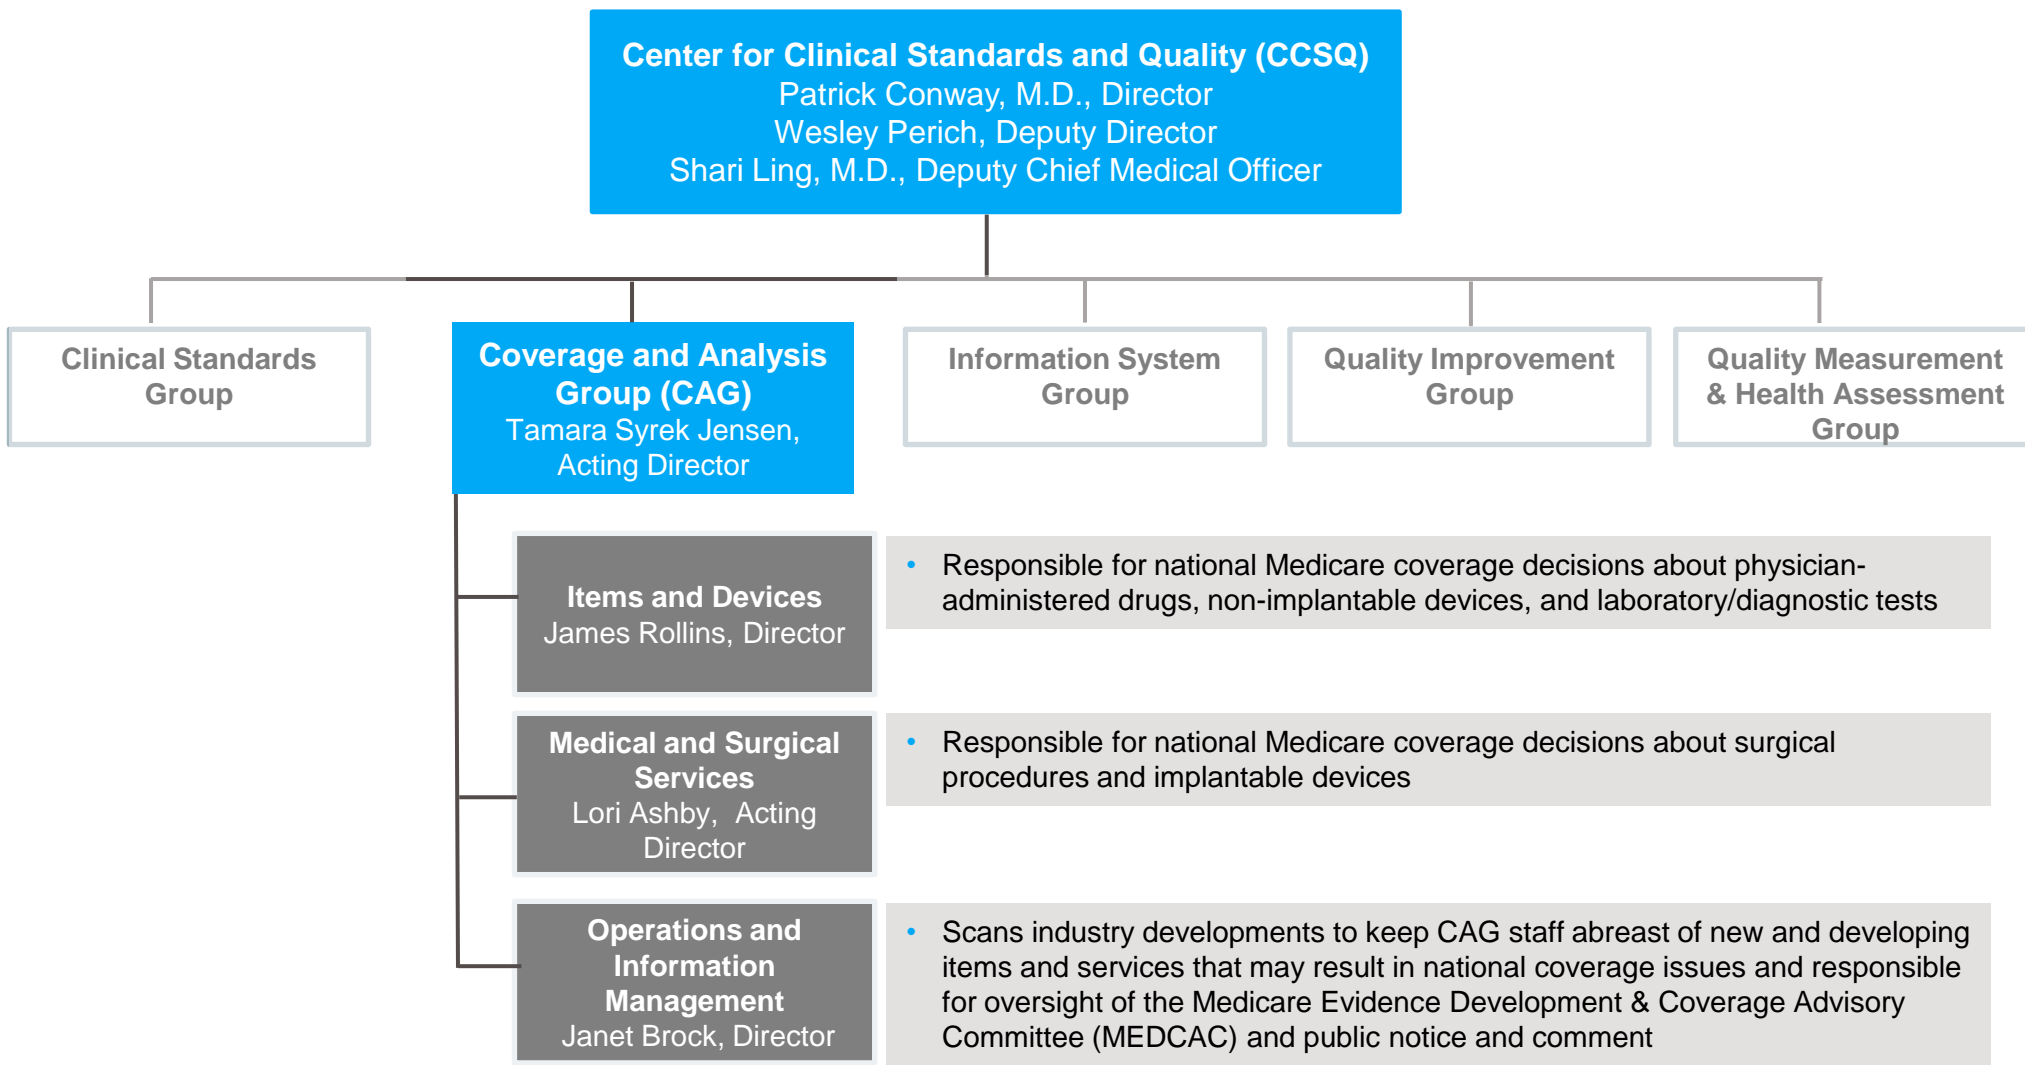 Center for Clinical Standards and Quality (CCSQ)
Patrick Conway, M.D., Director
Wesley Perich, Deputy Director
Shari Ling, M.D., Deputy Chief Medical Officer
Clinical Standards
Group
Coverage and Analysis
Group (CAG)
Tamara Syrek Jensen,
Acting Director
Information System
Group
Quality Improvement
Group
Quality Measurement
& Health Assessment
Group
Items and Devices
James Rollins, Director
• Responsible for national Medicare coverage decisions about physician-
administered drugs, non-implantable devices, and laboratory/diagnostic tests
Medical and Surgical
Services
Lori Ashby, Acting
Director
• Responsible for national Medicare coverage decisions about surgical
procedures and implantable devices
Operations and
Information
Management
Janet Brock, Director
• Scans industry developments to keep CAG staff abreast of new and developing
items and services that may result in national coverage issues and responsible
for oversight of the Medicare Evidence Development & Coverage Advisory
Committee (MEDCAC) and public notice and comment